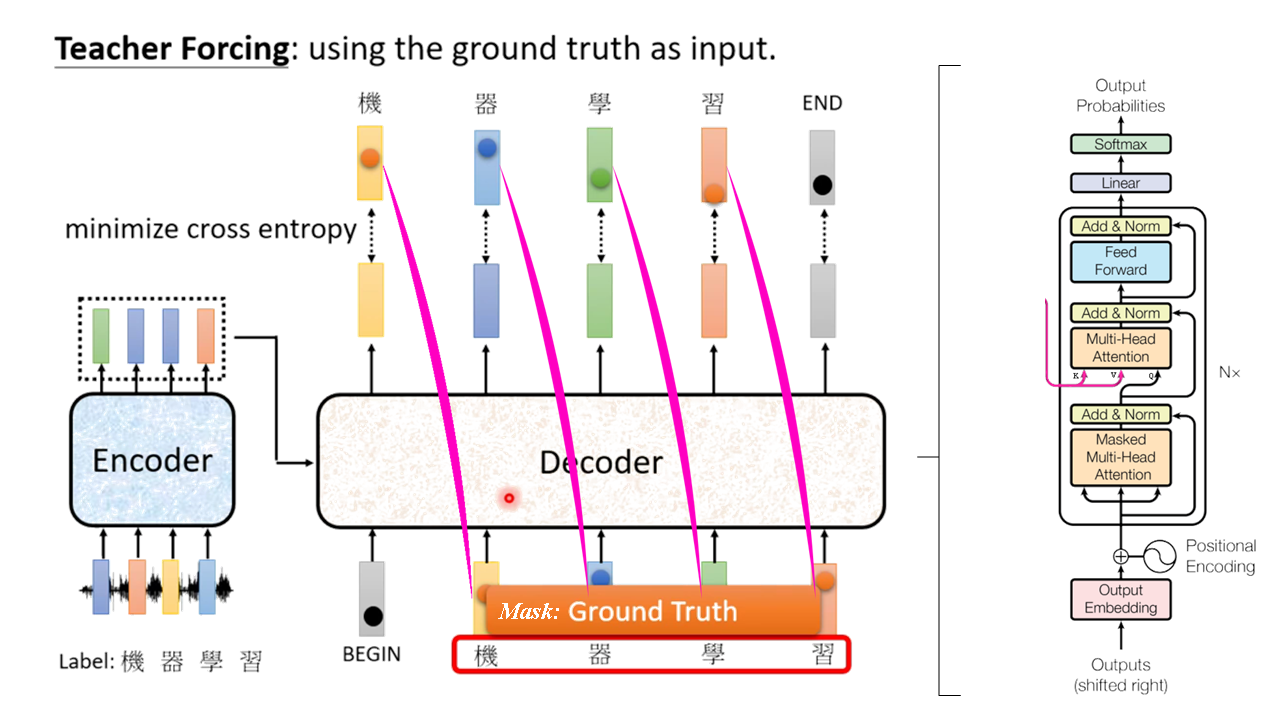 Teacher Forcing: using the ground truth as input.
機 器 學 習 END
minimize cross entropy
Encoder
Decoder
Mask: Ground Truth
BEGIN
機 器 學 習
Label: 機 器 學 習
Output
Probabilities
Softmax
Linear
Add & Norm
Feed
Forward
Add & Norm
Multi-Head
Attention
K V Q
N×
Add & Norm
Masked
Multi-Head
Attention
Positional
Encoding
Output
Embedding
Outputs
(shifted right)